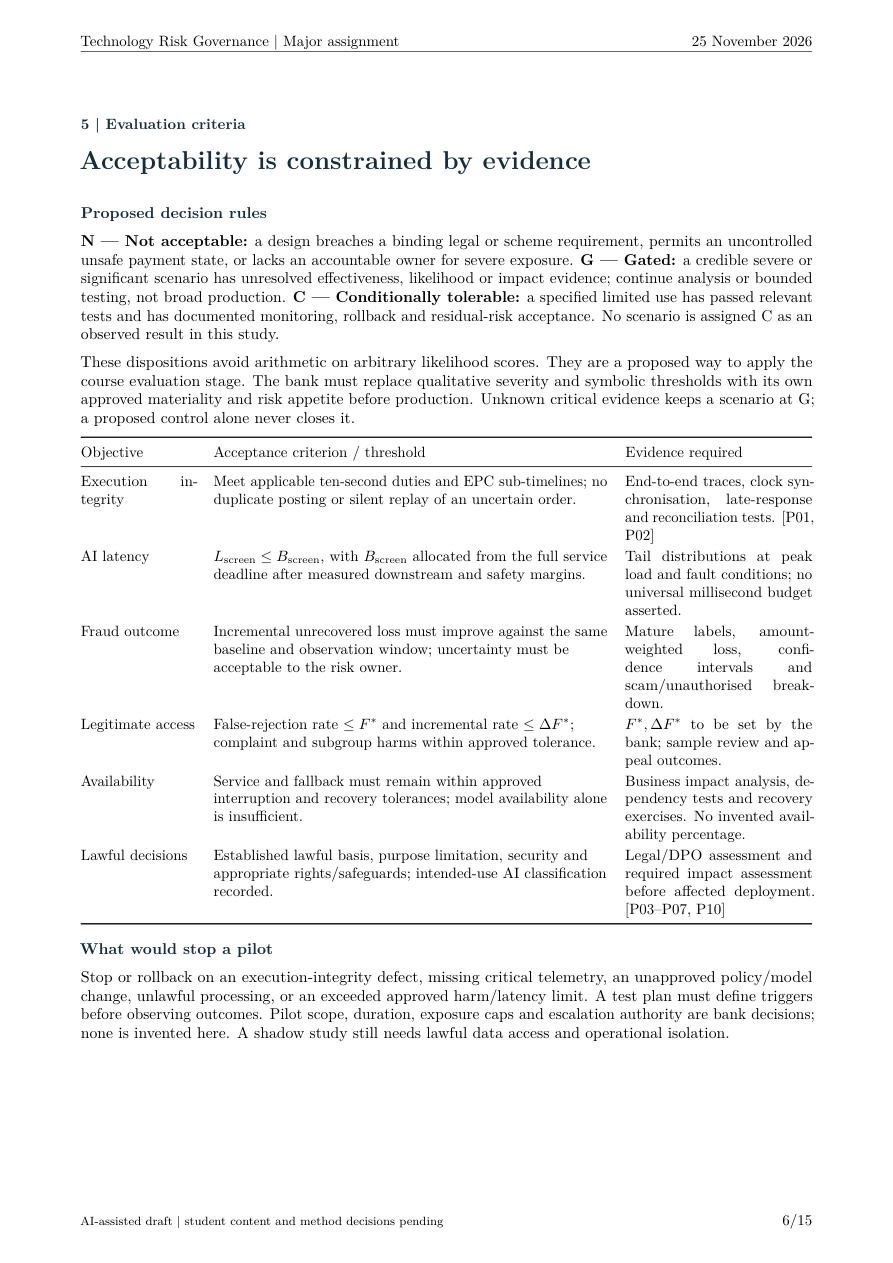 Technology Risk Governance | Major assignment 25 November 2026
5 | Evaluation criteria
Acceptability is constrained by evidence
Proposed decision rules
N — Not acceptable: a design breaches a binding legal or scheme requirement, permits an uncontrolled
unsafe payment state, or lacks an accountable owner for severe exposure. G — Gated: a credible severe or
significant scenario has unresolved effectiveness, likelihood or impact evidence; continue analysis or bounded
testing, not broad production. C — Conditionally tolerable: a specified limited use has passed relevant
tests and has documented monitoring, rollback and residual-risk acceptance. No scenario is assigned C as an
observed result in this study.
These dispositions avoid arithmetic on arbitrary likelihood scores. They are a proposed way to apply the
course evaluation stage. The bank must replace qualitative severity and symbolic thresholds with its own
approved materiality and risk appetite before production. Unknown critical evidence keeps a scenario at G;
a proposed control alone never closes it.
Objective Acceptance criterion / threshold Evidence required
Execution in- Meet applicable ten-second duties and EPC sub-timelines; no End-to-end traces, clock syn-
tegrity duplicate posting or silent replay of an uncertain order. chronisation, late-response
and reconciliation tests. [P01,
P02]
AI latency L_screen ≤ B_screen, with B_screen allocated from the full service Tail distributions at peak
deadline after measured downstream and safety margins. load and fault conditions; no
universal millisecond budget
asserted.
Fraud outcome Incremental unrecovered loss must improve against the same Mature labels, amount-
baseline and observation window; uncertainty must be weighted loss, confi-
acceptable to the risk owner. dence intervals and
scam/unauthorised break-
down.
Legitimate access False-rejection rate ≤ F* and incremental rate ≤ ΔF*; F*, ΔF* to be set by the
complaint and subgroup harms within approved tolerance. bank; sample review and ap-
peal outcomes.
Availability Service and fallback must remain within approved Business impact analysis, de-
interruption and recovery tolerances; model availability alone pendency tests and recovery
is insufficient. exercises. No invented avail-
ability percentage.
Lawful decisions Established lawful basis, purpose limitation, security and Legal/DPO assessment and
appropriate rights/safeguards; intended-use AI classification required impact assessment
recorded. before affected deployment.
[P03–P07, P10]
What would stop a pilot
Stop or rollback on an execution-integrity defect, missing critical telemetry, an unapproved policy/model
change, unlawful processing, or an exceeded approved harm/latency limit. A test plan must define triggers
before observing outcomes. Pilot scope, duration, exposure caps and escalation authority are bank decisions;
none is invented here. A shadow study still needs lawful data access and operational isolation.
AI-assisted draft | student content and method decisions pending 6/15